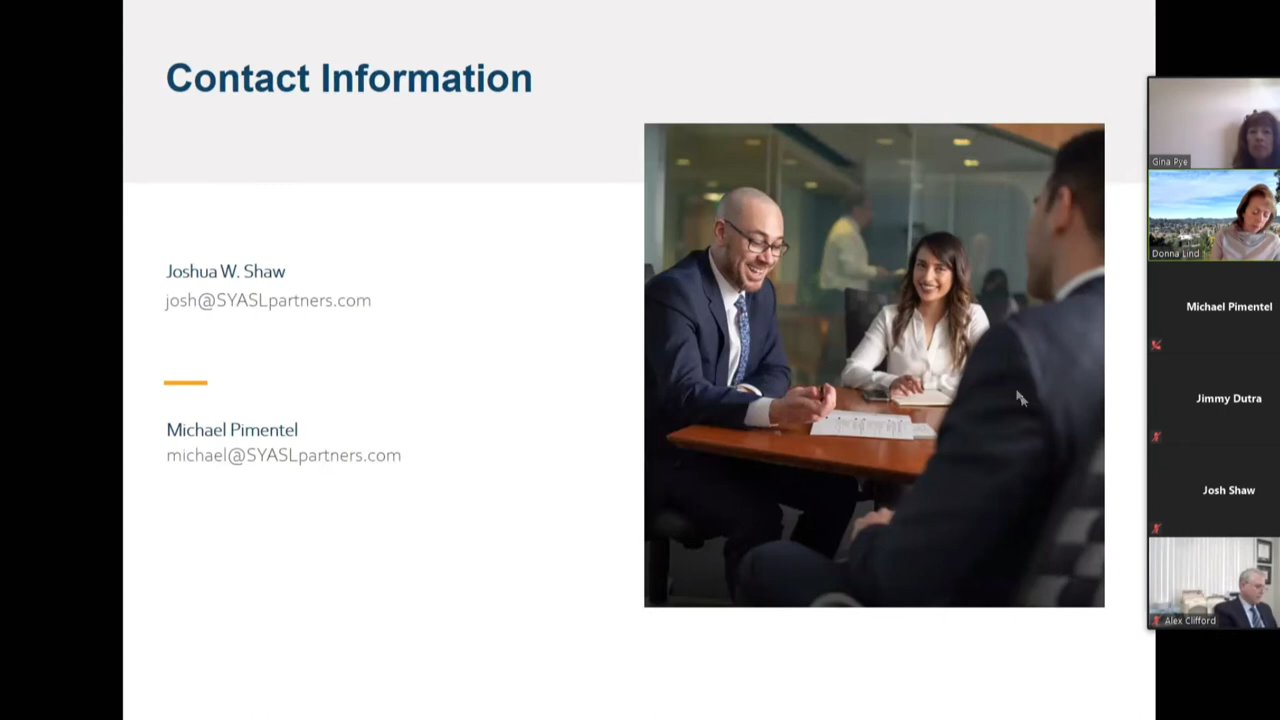 Contact Information
Joshua W. Shaw
josh@SYASLpartners.com
Michael Pimentel
michael@SYASLpartners.com
Gina Pye
Donna Lind
Michael Pimentel
Jimmy Dutra
Josh Shaw
Alex Clifford